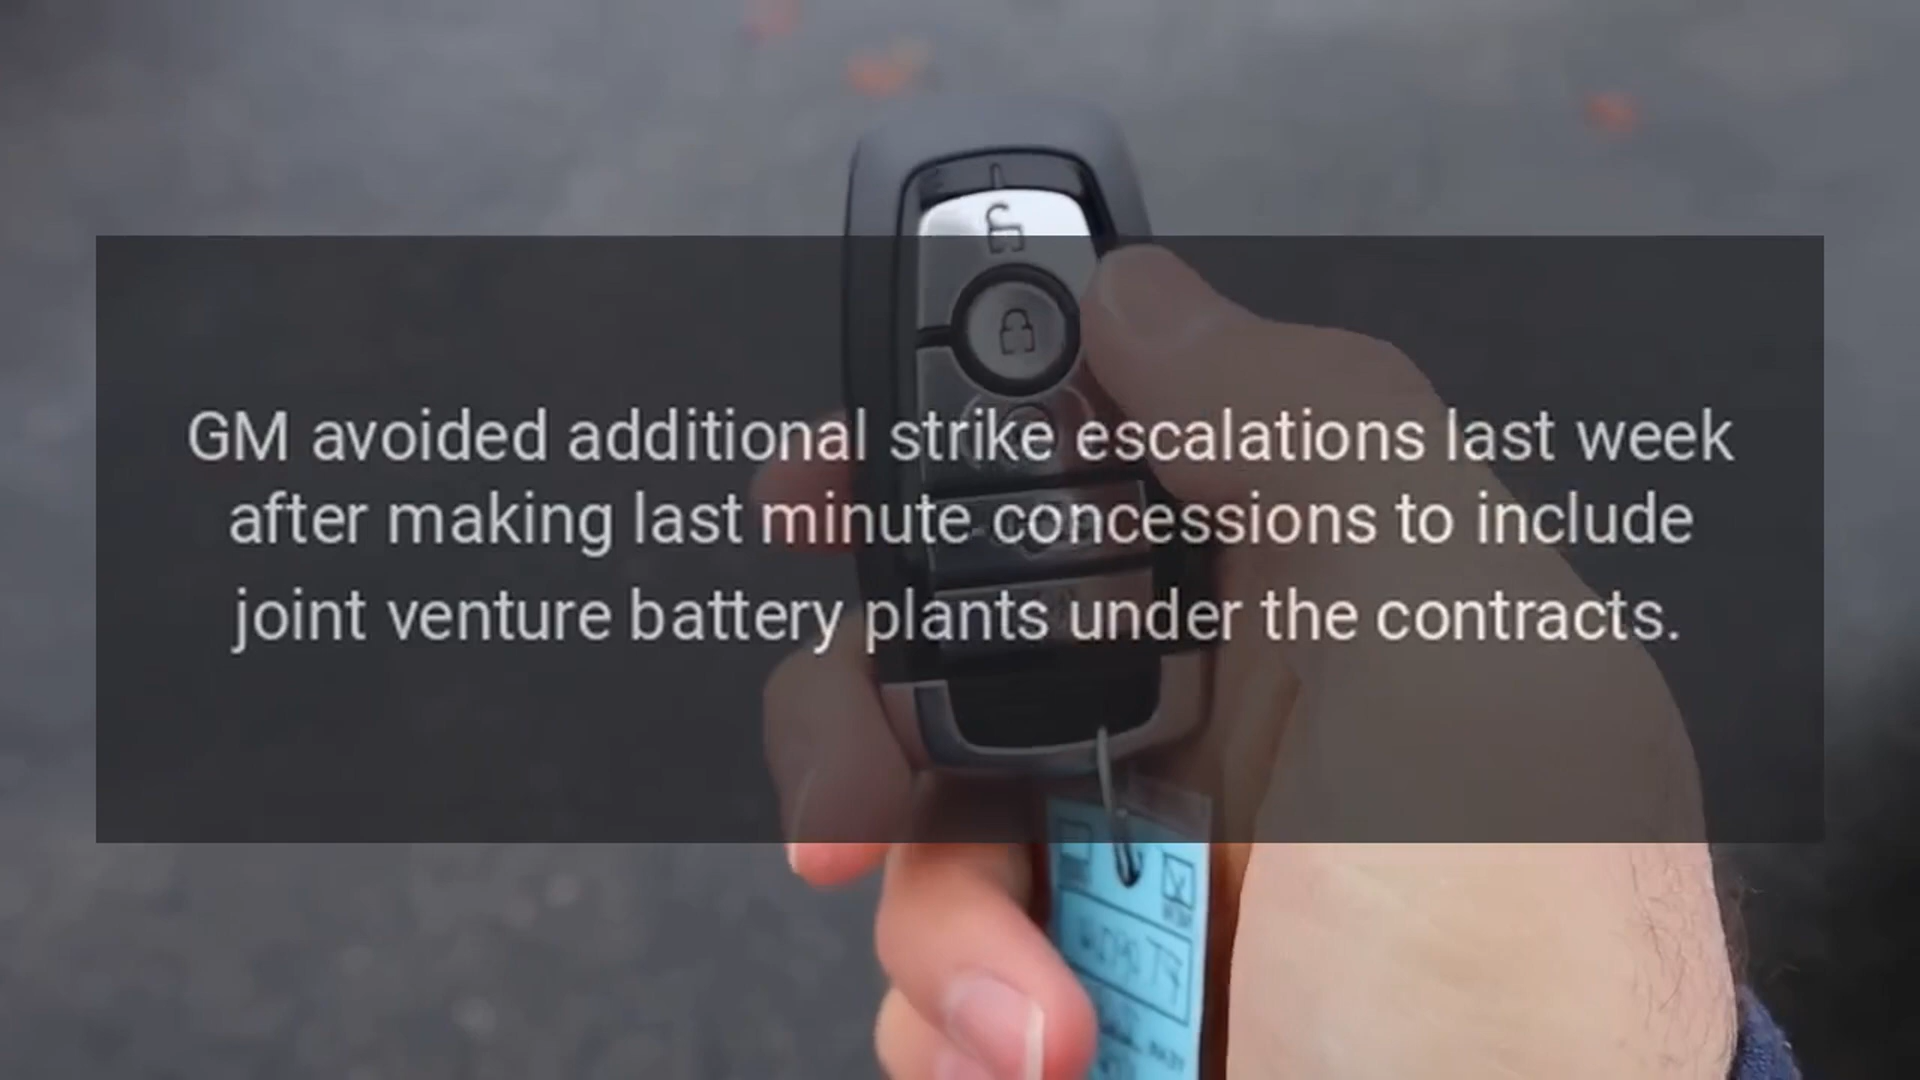 GM avoided additional strike escalations last week
after making last minute concessions to include
joint venture battery plants under the contracts.